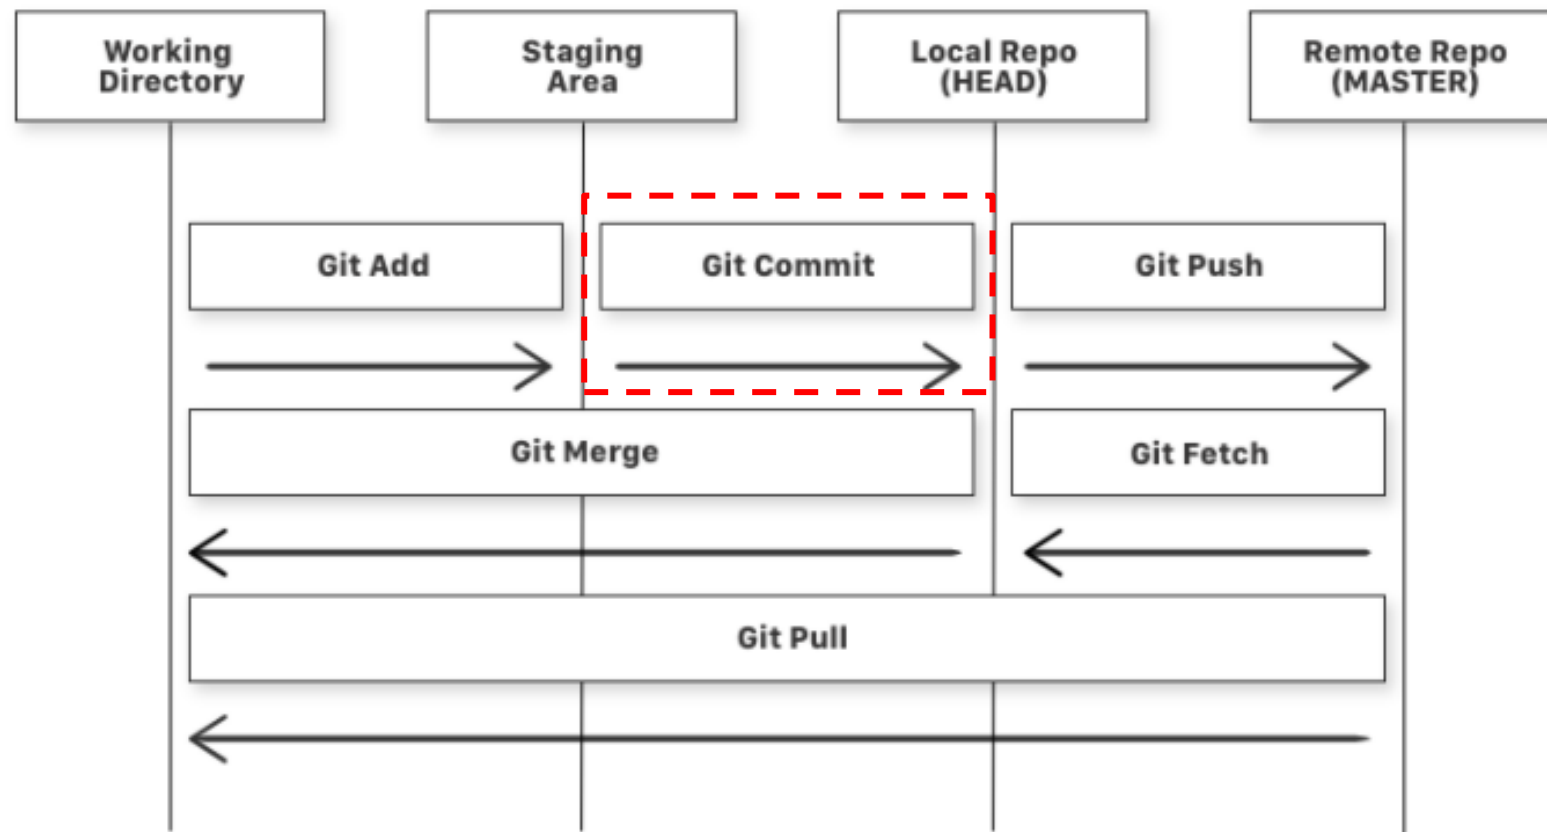 Working
Directory
Staging
Area
Local Repo
(HEAD)
Remote Repo
(MASTER)
Git Add
Git Commit
Git Push
Git Merge
Git Fetch
Git Pull